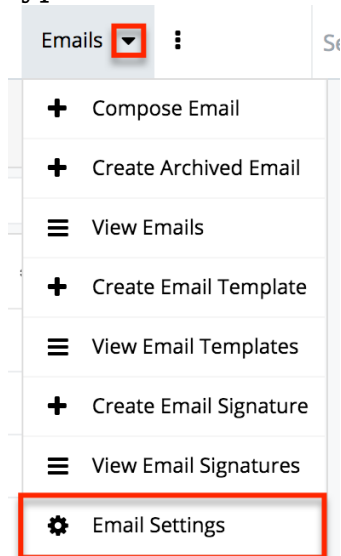 Emails
Se
Compose Email
Create Archived Email
View Emails
Create Email Template
View Email Templates
Create Email Signature
View Email Signatures
Email Settings